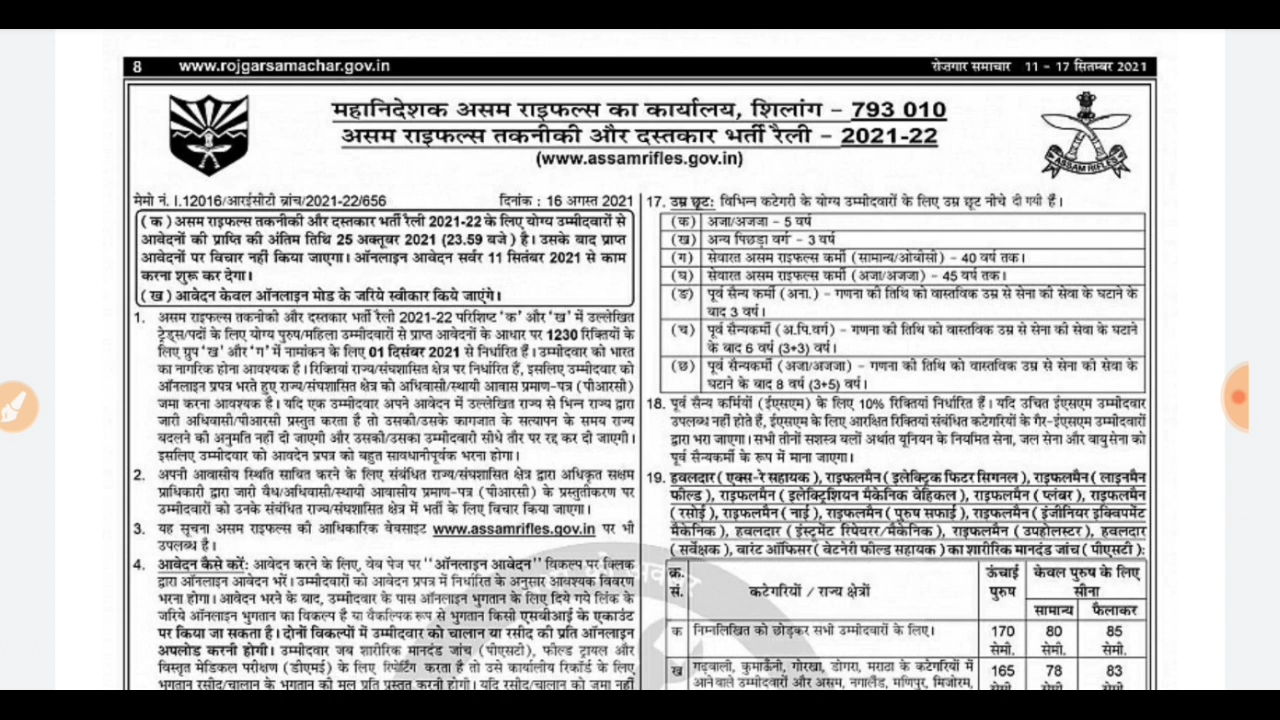 8 www.rojgarsamachar.gov.in रोज़गार समाचार 11 - 17 सितम्बर 2021
महानिदेशक असम राइफल्स का कार्यालय, शिलांग – 793 010
असम राइफल्स तकनीकी और दस्तकार भर्ती रैली – 2021-22
(www.assamrifles.gov.in)
ASSAM RIFLES
मेमो नं. I.12016/आरईसीटी ब्रांच/2021-22/656 दिनांक : 16 अगस्त 2021
(क) असम राइफल्स तकनीकी और दस्तकार भर्ती रैली 2021-22 के लिए योग्य उम्मीदवारों से
आवेदनों की प्राप्ति की अंतिम तिथि 25 अक्तूबर 2021 (23.59 बजे) है। उसके बाद प्राप्त
आवेदनों पर विचार नहीं किया जाएगा। ऑनलाइन आवेदन सर्वर 11 सितंबर 2021 से काम
करना शुरू कर देगा।
(ख) आवेदन केवल ऑनलाइन मोड के जरिये स्वीकार किये जाएंगे।
1. असम राइफल्स तकनीकी और दस्तकार भर्ती रैली 2021-22 परिशिष्ट 'क' और 'ख' में उल्लेखित
ट्रेड्स/पदों के लिए योग्य पुरुष/महिला उम्मीदवारों से प्राप्त आवेदनों के आधार पर 1230 रिक्तियों के
लिए ग्रुप 'ख' और 'ग' में नामांकन के लिए 01 दिसंबर 2021 से निर्धारित हैं। उम्मीदवार को भारत
का नागरिक होना आवश्यक है। रिक्तियां राज्य/संघशासित क्षेत्र पर निर्धारित हैं, इसलिए उम्मीदवार को
ऑनलाइन प्रपत्र भरते हुए राज्य/संघशासित क्षेत्र को अधिवासी/स्थायी आवास प्रमाण-पत्र (पीआरसी)
जमा करना आवश्यक है। यदि एक उम्मीदवार अपने आवेदन में उल्लेखित राज्य से भिन्न राज्य द्वारा
जारी अधिवासी/पीआरसी प्रस्तुत करता है तो उसकी/उसका कागजात के सत्यापन के समय राज्य
बदलने की अनुमति नहीं दी जाएगी और उसकी/उसका उम्मीदवारी सीधे तौर पर रद्द कर दी जाएगी।
इसलिए उम्मीदवार को आवदेन प्रपत्र को बहुत सावधानीपूर्वक भरना होगा।
2. अपनी आवासीय स्थिति साबित करने के लिए संबंधित राज्य/संघशासित क्षेत्र द्वारा अधिकृत सक्षम
प्राधिकारी द्वारा जारी वैध/अधिवासी/स्थायी आवासीय प्रमाण-पत्र (पीआरसी) के प्रस्तुतीकरण पर
उम्मीदवारों को उनके संबंधित राज्य/संघशासित क्षेत्र में भर्ती के लिए विचार किया जाएगा।
3. यह सूचना असम राइफल्स की आधिकारिक वेबसाइट www.assamrifles.gov.in पर भी
उपलब्ध है।
4. आवेदन कैसे करें: आवेदन करने के लिए, वेब पेज पर "ऑनलाइन आवेदन" विकल्प पर क्लिक
द्वारा ऑनलाइन आवेदन भरें। उम्मीदवारों को आवेदन प्रपत्र में निर्धारित के अनुसार आवश्यक विवरण
भरना होगा। आवेदन भरने के बाद, उम्मीदवार के पास ऑनलाइन भुगतान के लिए दिये गये लिंक के
जरिये ऑनलाइन भुगतान का विकल्प है या वैकल्पिक रूप से भुगतान किसी एसबीआई के एकाउंट
पर किया जा सकता है। दोनों विकल्पों में उम्मीदवार को चालान या रसीद की प्रति ऑनलाइन
अपलोड करनी होगी। उम्मीदवार जब शारीरिक मानदंड जांच (पीएसटी), फील्ड ट्रायल और
विस्तृत मेडिकल परीक्षण (डीएमई) के लिए रिपोर्टिंग करता है तो उसे कार्यालीय रिकॉर्ड के लिए
भुगतान रसीद/चालान के भुगतान की मूल प्रति प्रस्तुत करनी होगी। यदि रसीद/चालान को जमा नहीं
17. उम्र छूट: विभिन्न कटेगरी के योग्य उम्मीदवारों के लिए उम्र छूट नीचे दी गयी हैं।
(क) अजा/अजजा – 5 वर्ष
(ख) अन्य पिछड़ा वर्ग – 3 वर्ष
(ग) सेवारत असम राइफल्स कर्मी (सामान्य/ओबीसी) – 40 वर्ष तक।
(घ) सेवारत असम राइफल्स कर्मी (अजा/अजजा) – 45 वर्ष तक।
(ङ) पूर्व सैन्य कर्मी (अना.) – गणना की तिथि को वास्तविक उम्र से सेना की सेवा के घटाने के
बाद 3 वर्ष।
(च) पूर्व सैन्यकर्मी (अ.पि.वर्ग) – गणना की तिथि को वास्तविक उम्र से सेना की सेवा के घटाने
के बाद 6 वर्ष (3+3) वर्ष।
(छ) पूर्व सैन्यकर्मी (अजा/अजजा) – गणना की तिथि को वास्तविक उम्र से सेना की सेवा के
घटाने के बाद 8 वर्ष (3+5) वर्ष।
18. पूर्व सैन्य कर्मियों (ईएसएम) के लिए 10% रिक्तियां निर्धारित हैं। यदि उचित ईएसएम उम्मीदवार
उपलब्ध नहीं होते हैं, ईएसएम के लिए आरक्षित रिक्तियां संबंधित कटैगरियों के गैर-ईएसएम उम्मीदवारों
द्वारा भरा जाएगा। सभी तीनों सशस्त्र बलों अर्थात यूनियन के नियमित सेना, जल सेना और वायुसेना को
पूर्व सैन्यकर्मी के रूप में माना जाएगा।
19. हवलदार (एक्स-रे सहायक), राइफलमैन (इलेक्ट्रिक फिटर सिगनल), राइफलमैन (लाइनमैन
फील्ड), राइफलमैन (इलेक्ट्रिशियन मैकेनिक वेहिकल), राइफलमैन (प्लंबर), राइफलमैन
(रसोई), राइफलमैन (नाई), राइफलमैन (पुरुष सफाई), राइफलमैन (इंजीनियर इक्विपमेंट
मैकेनिक), हवलदार (इंस्ट्रूमेंट रिपेयरर/मैकेनिक), राइफलमैन (उपहोलस्टर), हवलदार
(सर्वेक्षक), वारंट ऑफिसर (वेटनेरी फील्ड सहायक) का शारीरिक मानदंड जांच (पीएसटी):
क्र. सं. कटेगरियों / राज्य क्षेत्रों ऊंचाई पुरुष केवल पुरुष के लिए सीना
सामान्य फैलाकर
क निम्नलिखित को छोड़कर सभी उम्मीदवारों के लिए। 170 सेमी. 80 सेमी. 85 सेमी.
ख गढ़वाली, कुमाऊँनी, गोरखा, डोगरा, मराठा के कटेगरियों में 165 78 83
आने वाले उम्मीदवारों और असम, नगालैंड, मणिपुर, मिजोरम, सेमी. सेमी. सेमी.